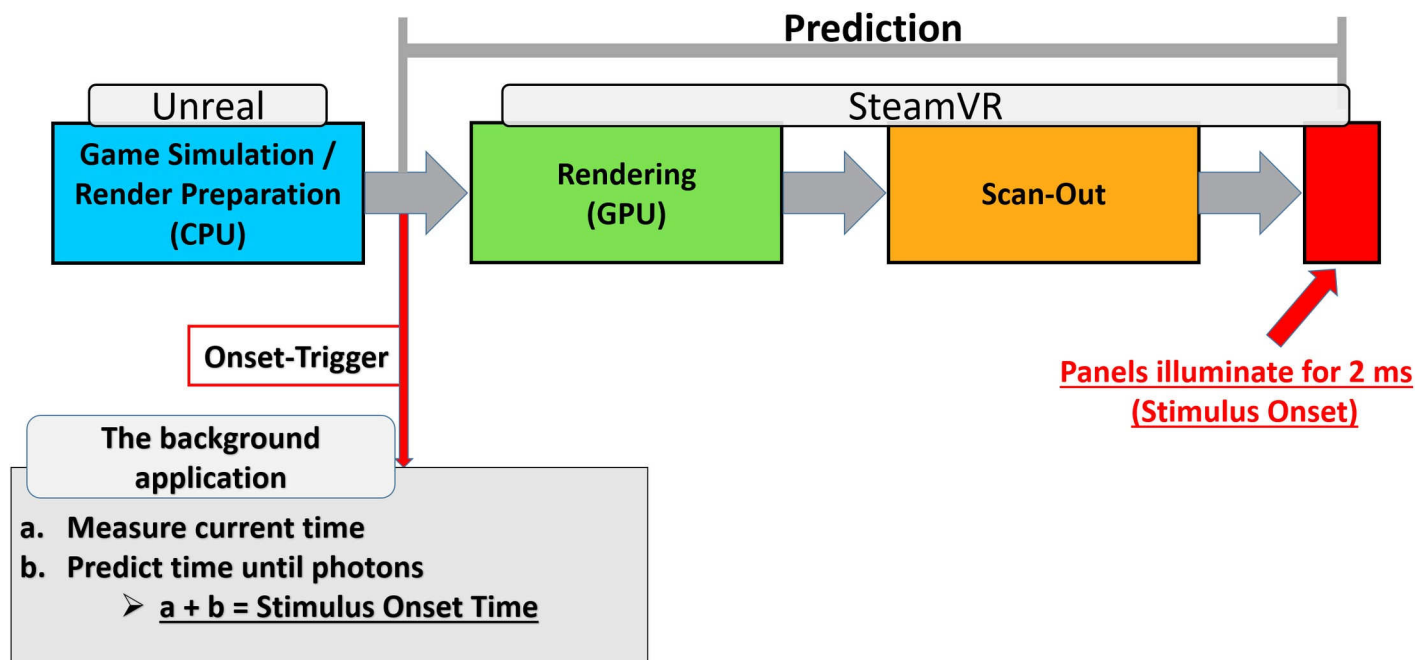 Prediction
Unreal
SteamVR
Game Simulation /
Render Preparation
(CPU)
Rendering
(GPU)
Scan-Out
Onset-Trigger
Panels illuminate for 2 ms
(Stimulus Onset)
The background
application
a. Measure current time
b. Predict time until photons
➢ a + b = Stimulus Onset Time